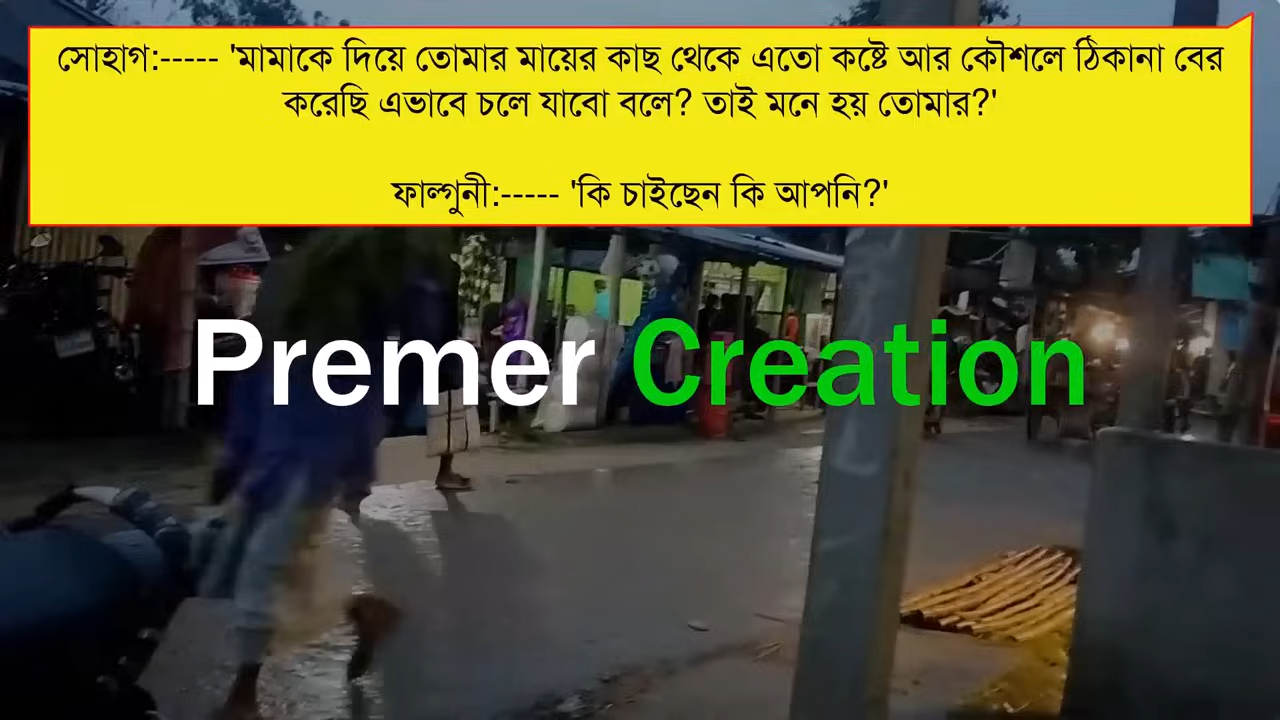 সোহাগ:----- 'মামাকে দিয়ে তোমার মায়ের কাছ থেকে এতো কষ্টে আর কৌশলে ঠিকানা বের
করেছি এভাবে চলে যাবো বলে? তাই মনে হয় তোমার?'
ফাল্গুনী:----- 'কি চাইছেন কি আপনি?'
Premer Creation